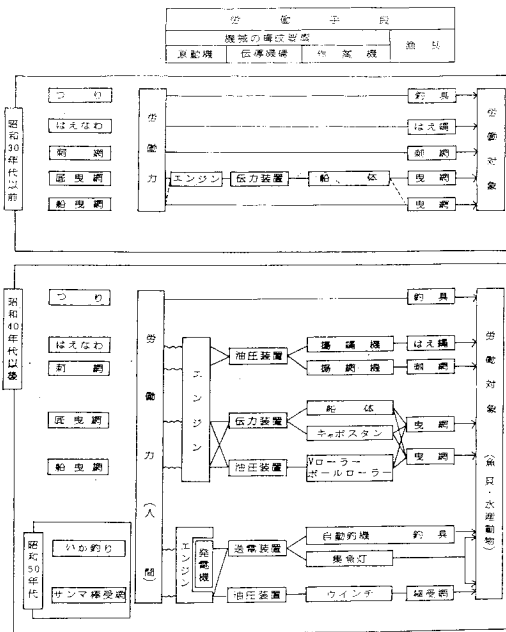 労働手段
機械の構成容器
原動機 伝導機構 作業機 漁具
昭和30年代以前
つり 釣具
はえなわ はえ縄
刺網 刺網
底曳網 エンジン 伝力装置 船体 曳網
船曳網 曳網
労働力
労働対象
昭和40年代以後
つり 釣具
はえなわ 油圧装置 揚縄機 はえ縄
刺網 揚網機 刺網
エンジン
底曳網 伝力装置 船体 曳網
キャプスタン
船曳網 油圧装置 Vローラー 曳網
ボールローラー
労働力(人間)
労働対象(魚貝・水産動物)
昭和50年代
いか釣り エンジン 発電機 送電装置 自動釣機 釣具
集魚灯
サンマ棒受網 油圧装置 ウインチ 棒受網